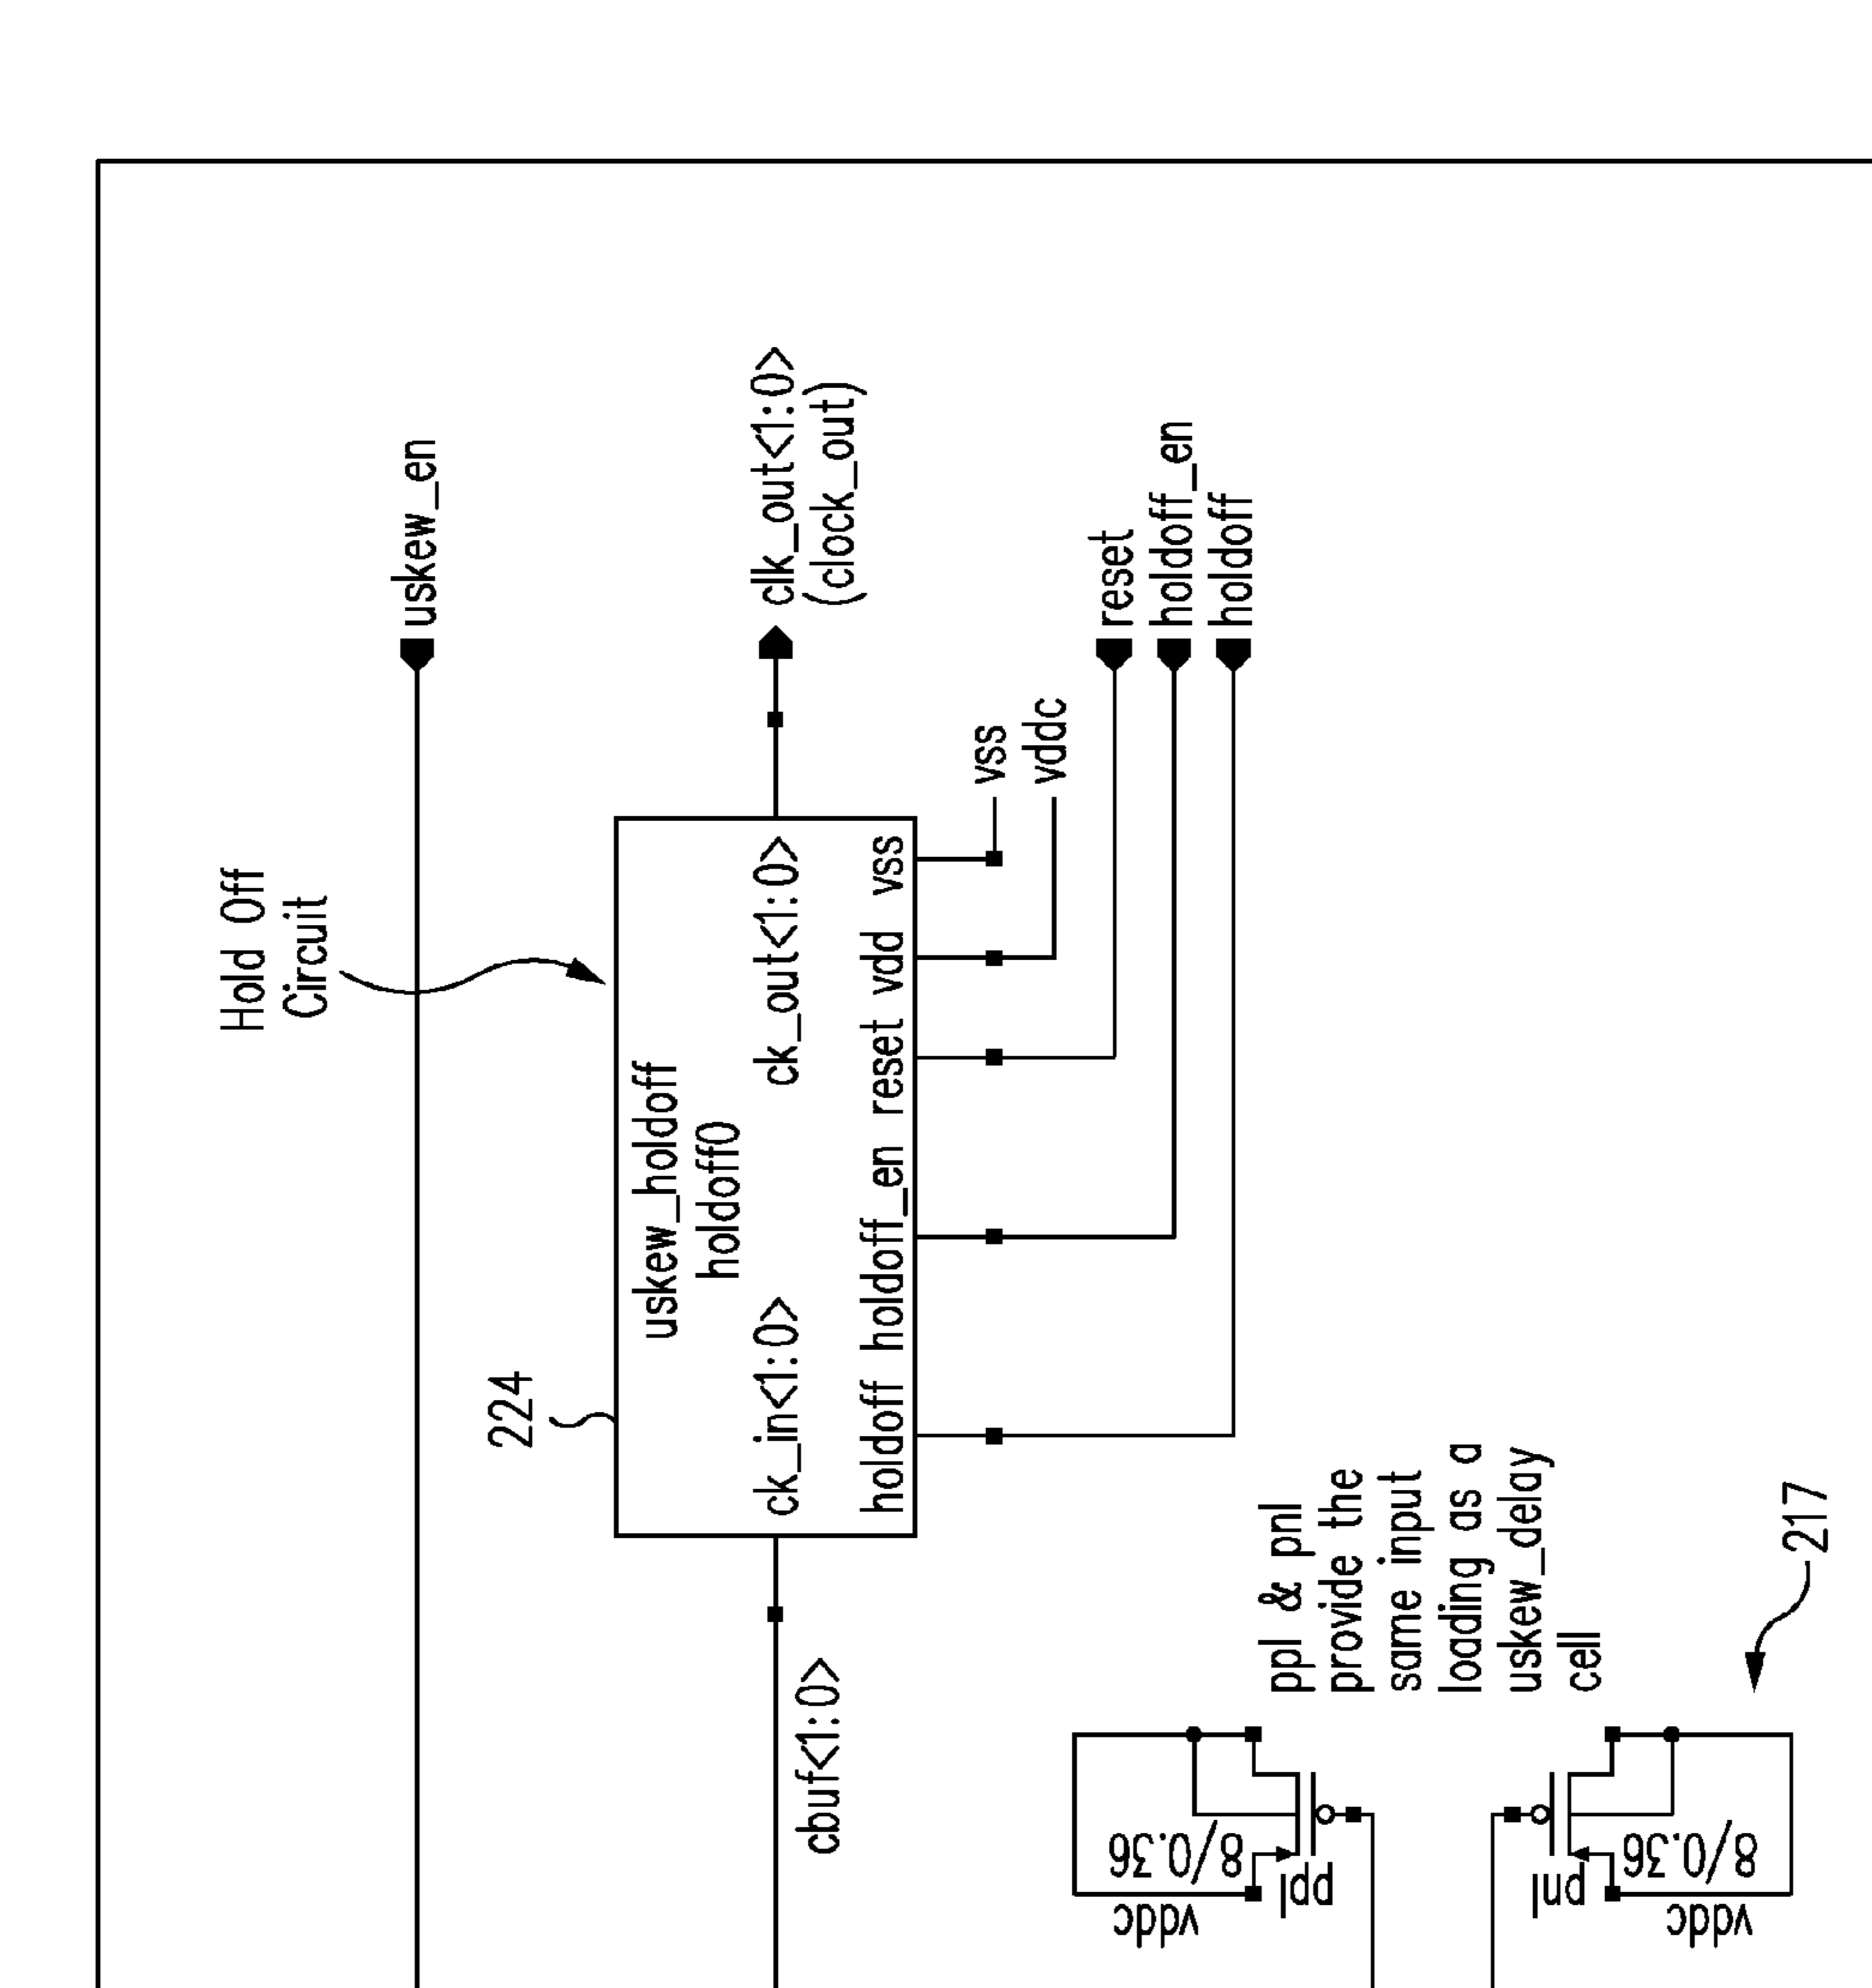 Hold Off
Circuit
uskew_en
224
uskew_holdoff
holdoff0
ck_in<1:0>
ck_out<1:0>
clk_out<1:0>
(clock_out)
holdoff holdoff_en reset vdd vss
cbuf<1:0>
vss
vddc
reset
holdoff_en
holdoff
ppl & pnl
provide the
same input
loading as a
uskew_delay
cell
217
vddc
8/0.36
ppl
pnl
8/0.36
vddc